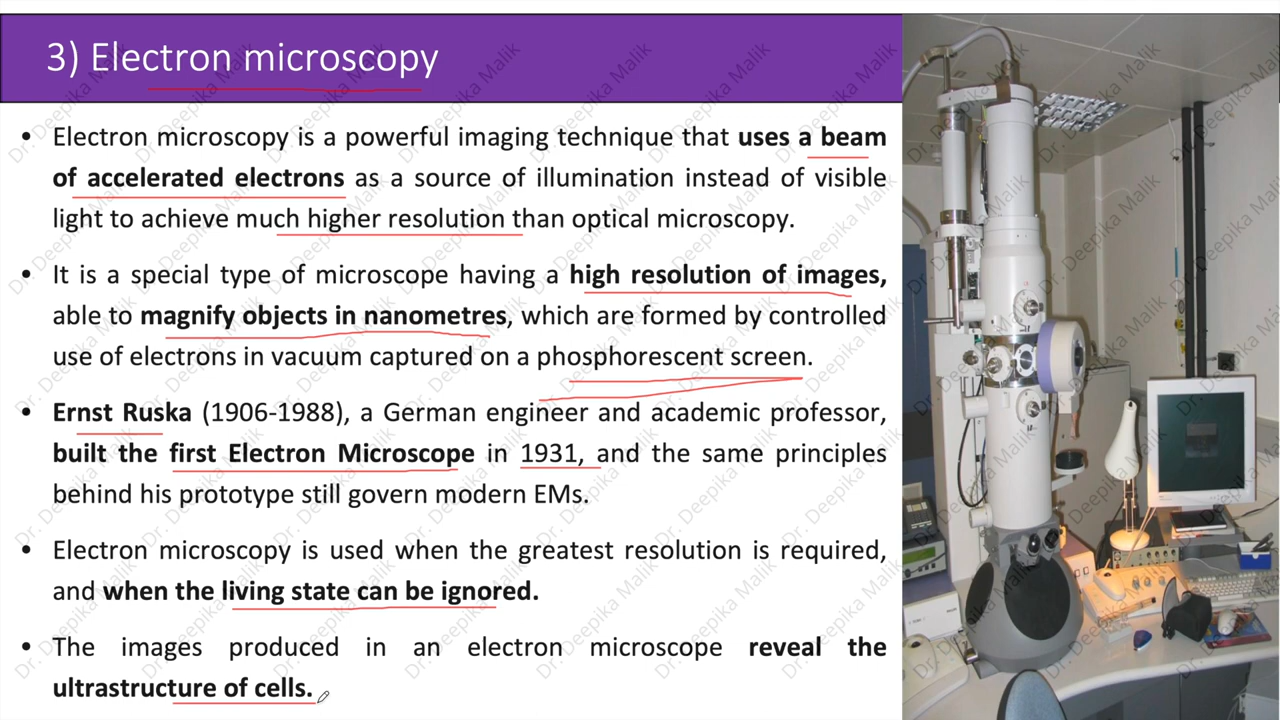 3) Electron microscopy
• Electron microscopy is a powerful imaging technique that uses a beam
of accelerated electrons as a source of illumination instead of visible
light to achieve much higher resolution than optical microscopy.
• It is a special type of microscope having a high resolution of images,
able to magnify objects in nanometres, which are formed by controlled
use of electrons in vacuum captured on a phosphorescent screen.
• Ernst Ruska (1906-1988), a German engineer and academic professor,
built the first Electron Microscope in 1931, and the same principles
behind his prototype still govern modern EMs.
• Electron microscopy is used when the greatest resolution is required,
and when the living state can be ignored.
• The images produced in an electron microscope reveal the
ultrastructure of cells.
Dr. Deepika Malik